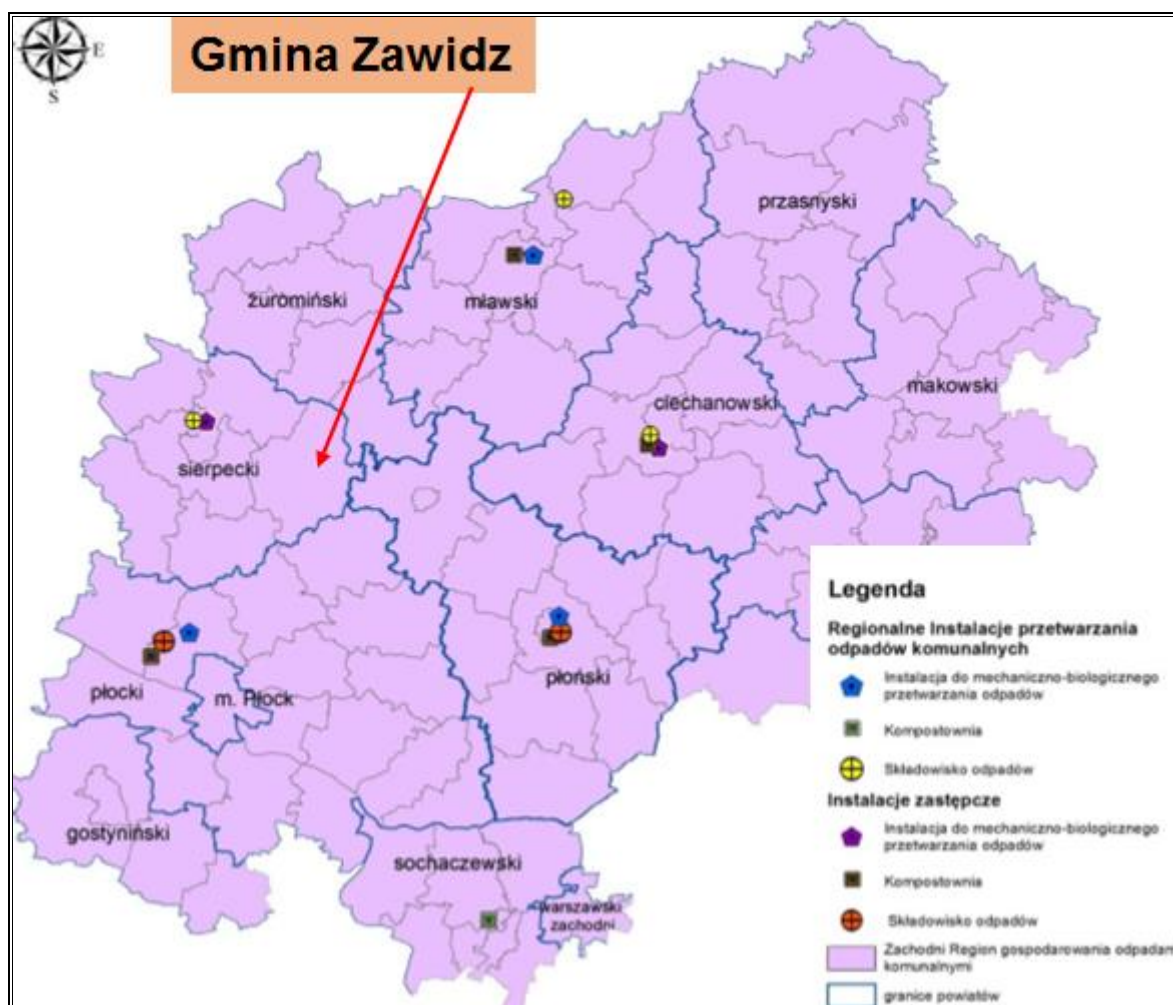 E
S
Gmina Zawidz
przasnyski
żuromiński
mławski
makowski
ciechanowski
sierpecki
płocki
m. Płock
płoński
gostyniński
sochaczewski
warszawski
zachodni
Legenda
Regionalne Instalacje przetwarzania
odpadów komunalnych
Instalacja do mechaniczno-biologicznego
przetwarzania odpadów
Kompostownia
Składowisko odpadów
Instalacje zastępcze
Instalacja do mechaniczno-biologicznego
przetwarzania odpadów
Kompostownia
Składowisko odpadów
Zachodni Region gospodarowania odpadam
komunalnymi
granice powiatów